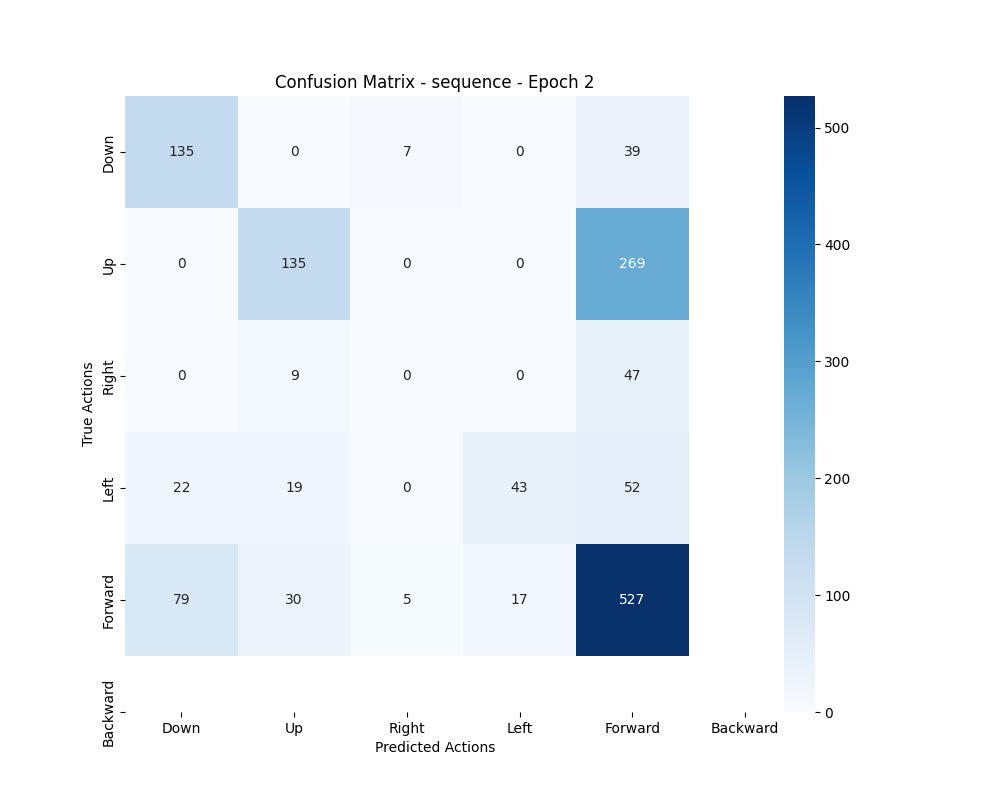 Confusion Matrix - sequence - Epoch 2
True Actions
Down 135 0 7 0 39
Up 0 135 0 0 269
Right 0 9 0 0 47
Left 22 19 0 43 52
Forward 79 30 5 17 527
Backward
Down Up Right Left Forward Backward
Predicted Actions
500
400
300
200
100
0